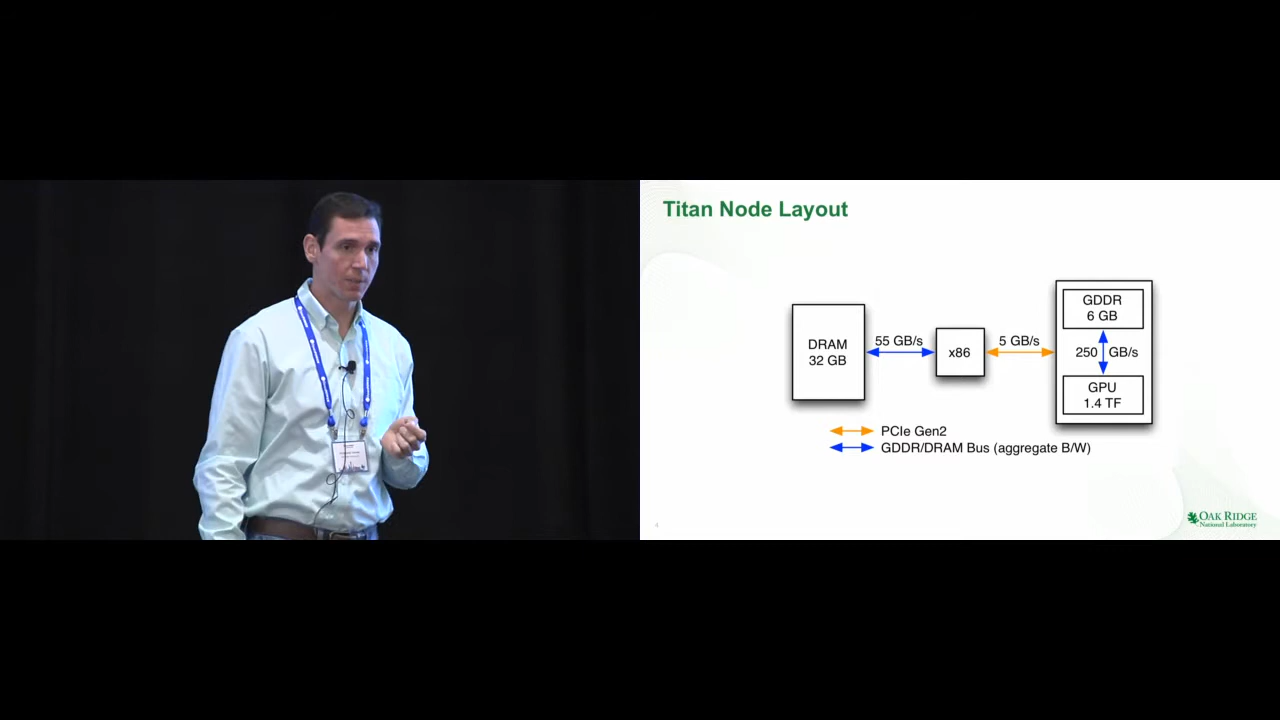 Titan Node Layout
DRAM
32 GB
55 GB/s
x86
5 GB/s
GDDR
6 GB
250 GB/s
GPU
1.4 TF
PCIe Gen2
GDDR/DRAM Bus (aggregate B/W)
4
OAK RIDGE
National Laboratory